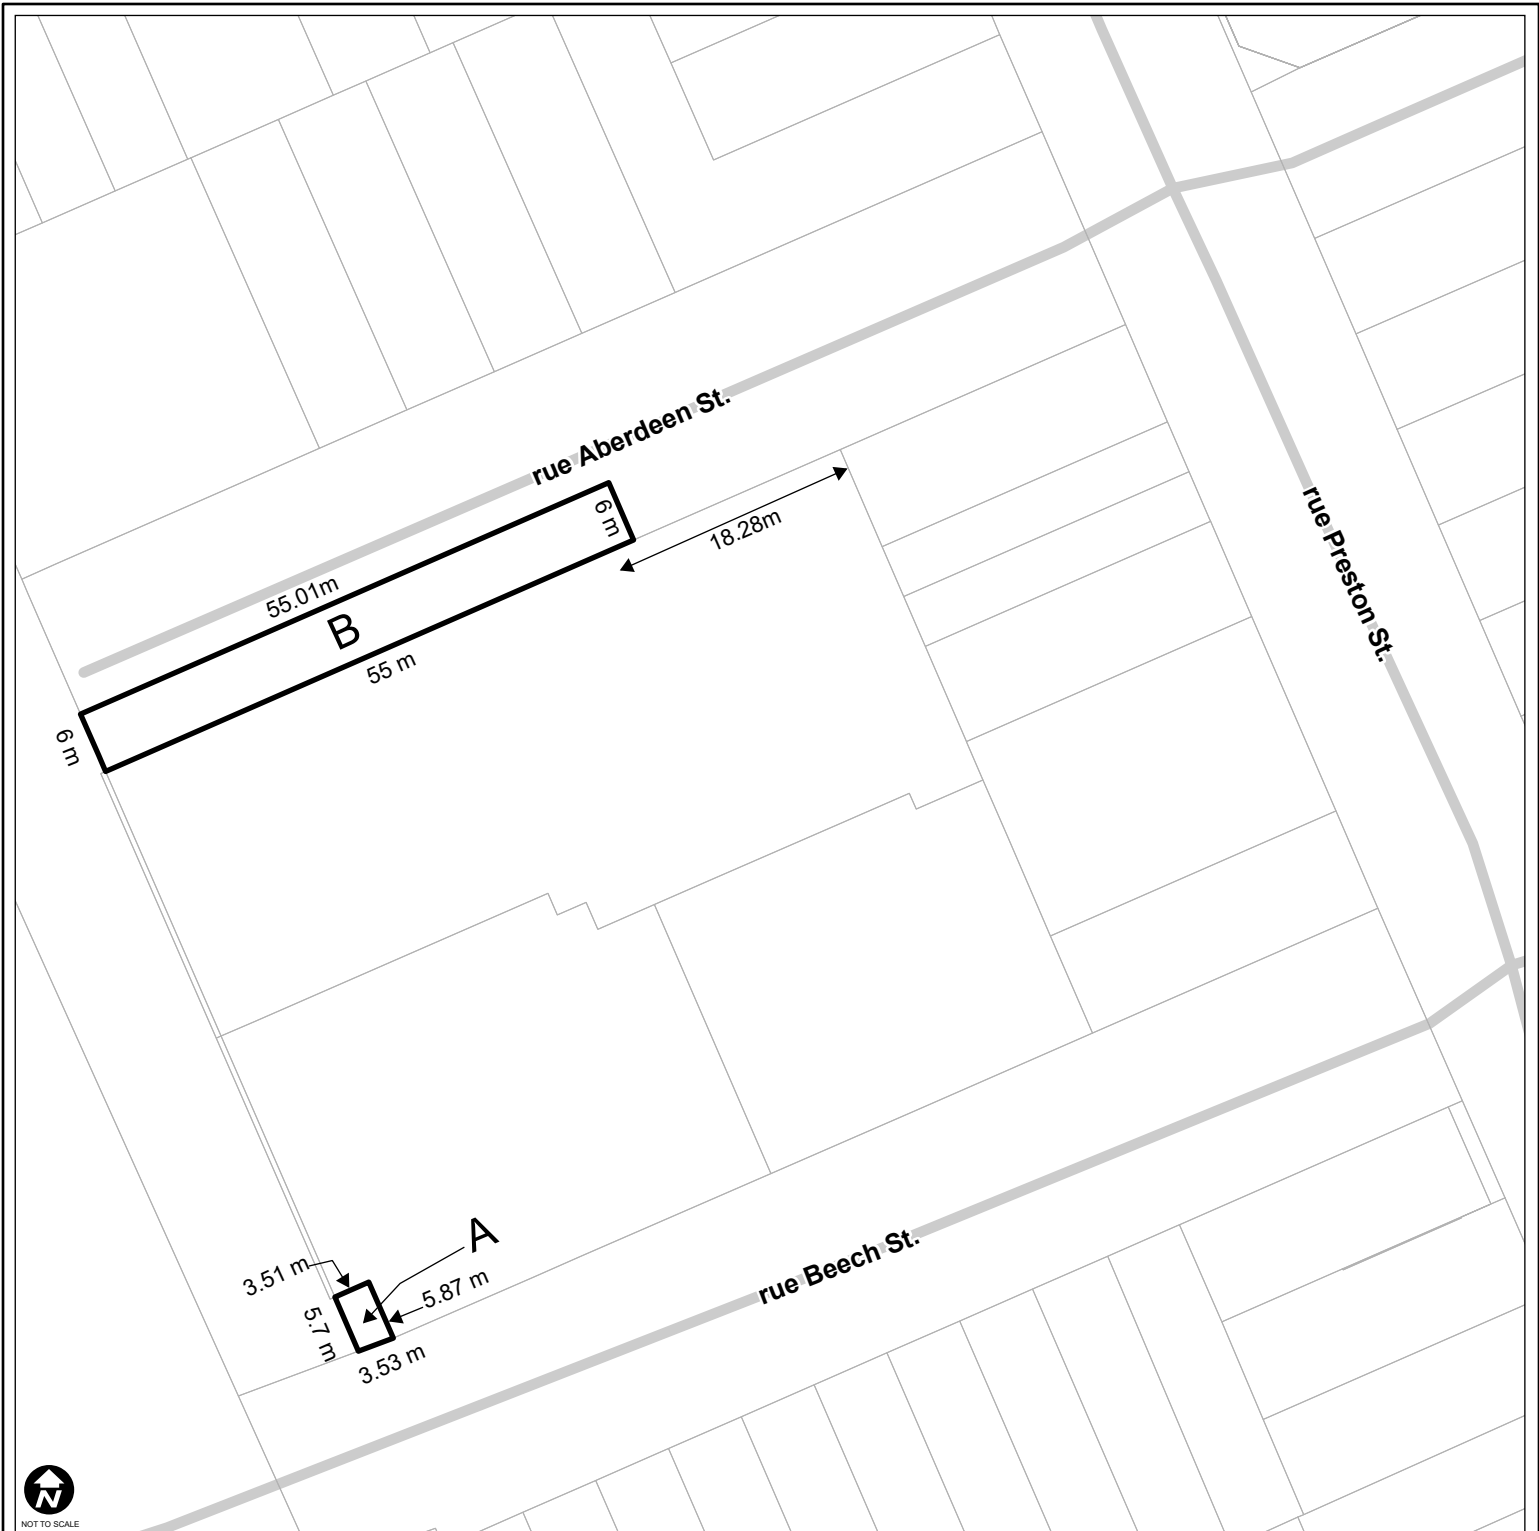 rue Aberdeen St.
6 m
18.28m
rue Preston St.
55.01m
B
55 m
6 m
A
3.51 m
5.87 m
5.7 m
3.53 m
rue Beech St.
N
NOT TO SCALE